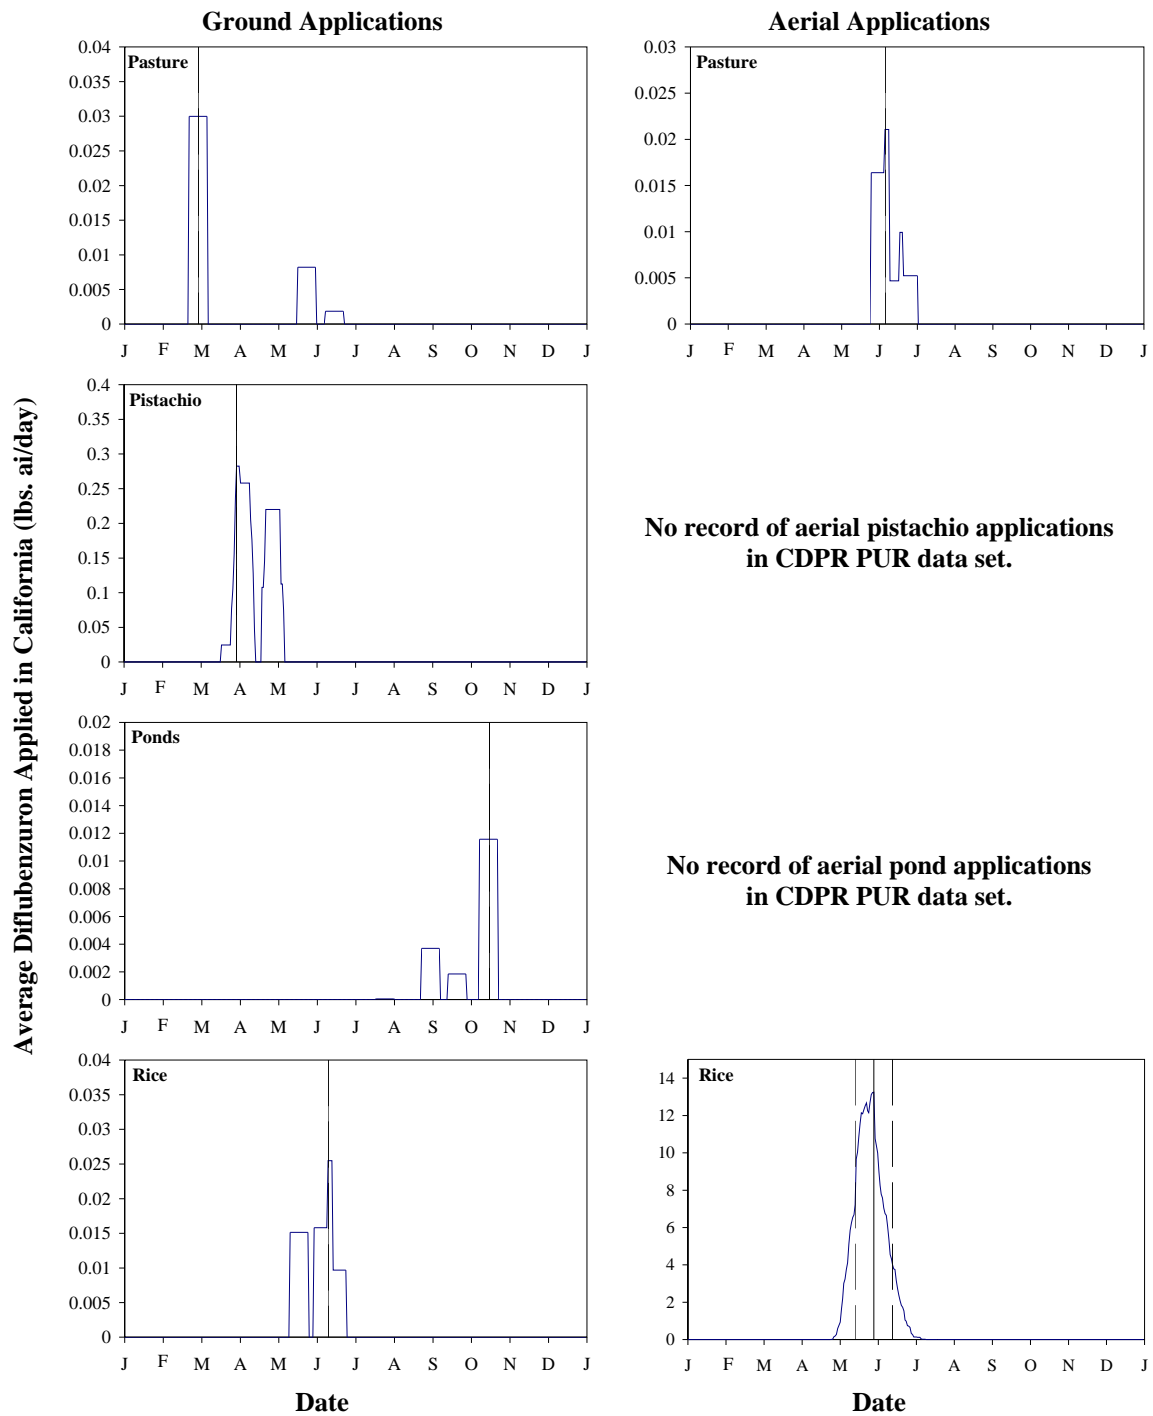 Ground Applications
Aerial Applications
Average Diflubenzuron Applied in California (lbs. ai/day)
Pasture
0.04
0.035
0.03
0.025
0.02
0.015
0.01
0.005
0
J F M A M J J A S O N D J
Pasture
0.03
0.025
0.02
0.015
0.01
0.005
0
J F M A M J J A S O N D J
Pistachio
0.4
0.35
0.3
0.25
0.2
0.15
0.1
0.05
0
J F M A M J J A S O N D J
No record of aerial pistachio applications
in CDPR PUR data set.
Ponds
0.02
0.018
0.016
0.014
0.012
0.01
0.008
0.006
0.004
0.002
0
J F M A M J J A S O N D J
No record of aerial pond applications
in CDPR PUR data set.
Rice
0.04
0.035
0.03
0.025
0.02
0.015
0.01
0.005
0
J F M A M J J A S O N D J
Date
Rice
14
12
10
8
6
4
2
0
J F M A M J J A S O N D J
Date